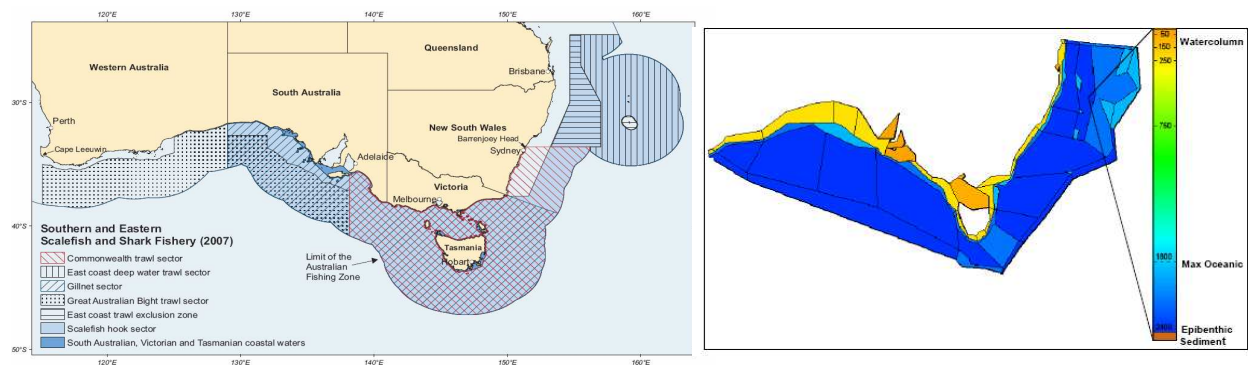 120°E
130°E
140°E
150°E
160°E
Queensland
Western Australia
Brisbane
South Australia
30°S
Perth
New South Wales
Barrenjoey Head
Cape Leeuwin
Sydney
Adelaide
Victoria
Melbourne
40°S
Southern and Eastern
Scalefish and Shark Fishery (2007)
Tasmania
Hobart
Limit of the
Australian
Fishing Zone
Commonwealth trawl sector
East coast deep water trawl sector
Gillnet sector
Great Australian Bight trawl sector
East coast trawl exclusion zone
Scalefish hook sector
South Australian, Victorian and Tasmanian coastal waters
50°S
120°E
130°E
140°E
150°E
160°E
50
150
250
Watercolumn
750
1800
Max Oceanic
Epibenthic
Sediment